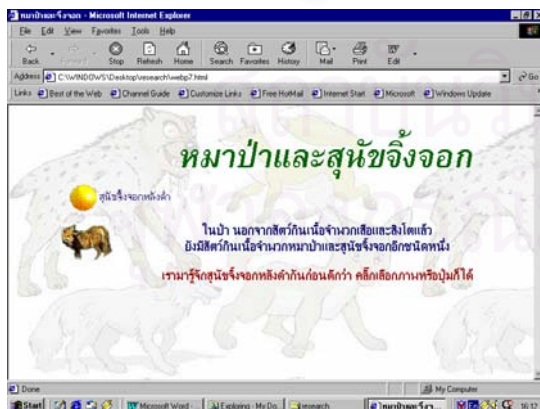 หมาป่าและวิ้งจอก - Microsoft Internet Explorer
File Edit View Favorites Tools Help
Back Forward Stop Refresh Home Search Favorites History Mail Print Edit
Address C:\WINDOWS\Desktop\research\webp7.html Go
Links Best of the Web Channel Guide Customize Links Free HotMail Internet Start Microsoft Windows Update
หมาป่าและสุนัขจิ้งจอก
สุนัขจิ้งจอกหลังดำ
ในป่า นอกจากสัตว์กินเนื้อจำพวกเสือและสิงโตแล้ว
ยังมีสัตว์กินเนื้อจำพวกหมาป่าและสุนัขจิ้งจอกอีกชนิดหนึ่ง
เรามารู้จักสุนัขจิ้งจอกหลังดำกันก่อนดีกว่า คลิ๊กเลือกภาพหรือปุ่มก็ได้
Done My Computer
Start Microsoft Word - Exploring - My Do... research 16:12